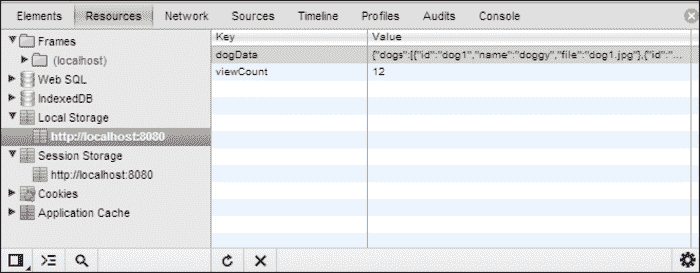 Elements Resources Network Sources Timeline Profiles Audits Console
Frames
(localhost)
Web SQL
IndexedDB
Local Storage
http://localhost:8080
Session Storage
http://localhost:8080
Cookies
Application Cache
Key Value
dogData {"dogs":[{"id":"dog1","name":"doggy","file":"dog1.jpg"},{"id":"...
viewCount 12